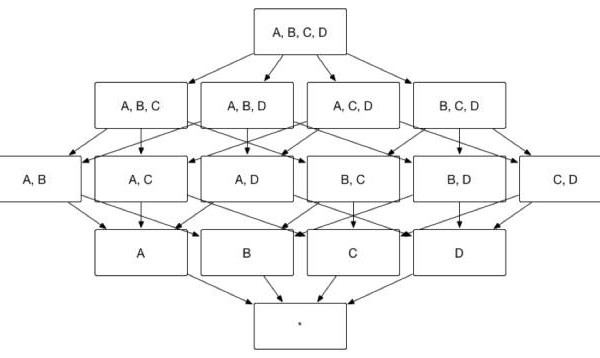 A, B, C, D
A, B, C
A, B, D
A, C, D
B, C, D
A, B
A, C
A, D
B, C
B, D
C, D
A
B
C
D
*